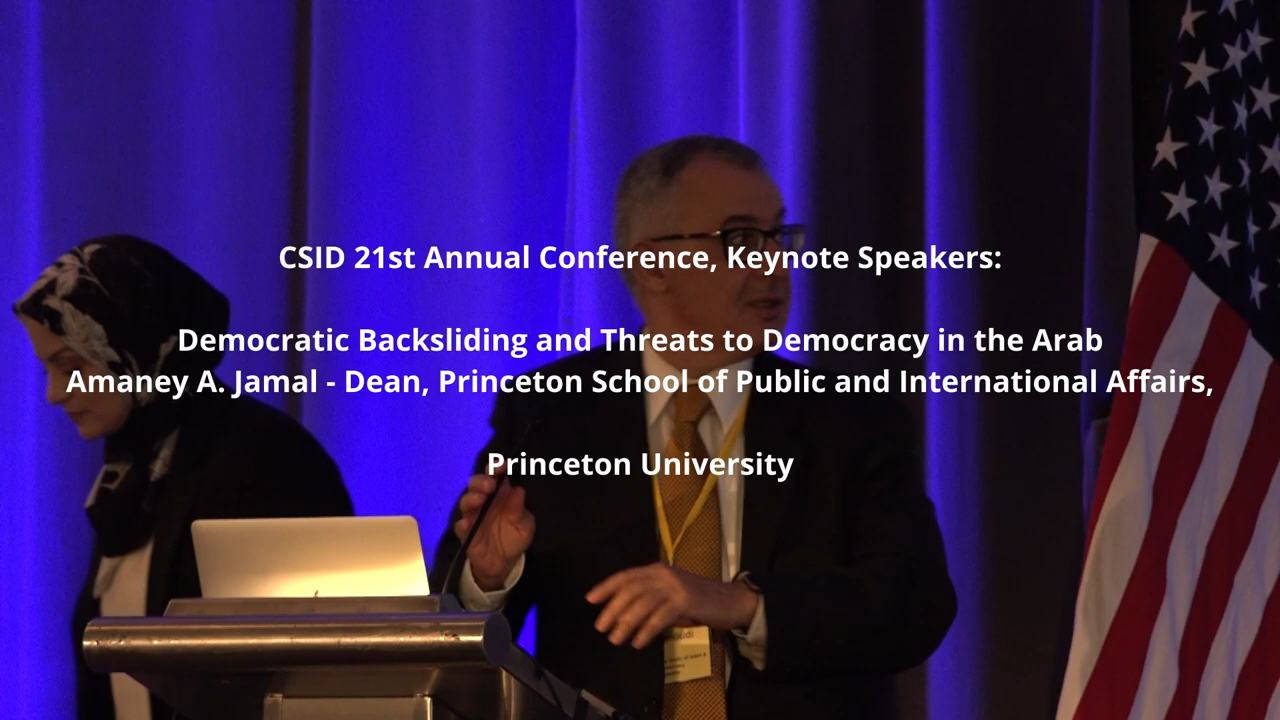 CSID 21st Annual Conference, Keynote Speakers:
Democratic Backsliding and Threats to Democracy in the Arab
Amaney A. Jamal - Dean, Princeton School of Public and International Affairs,
Princeton University